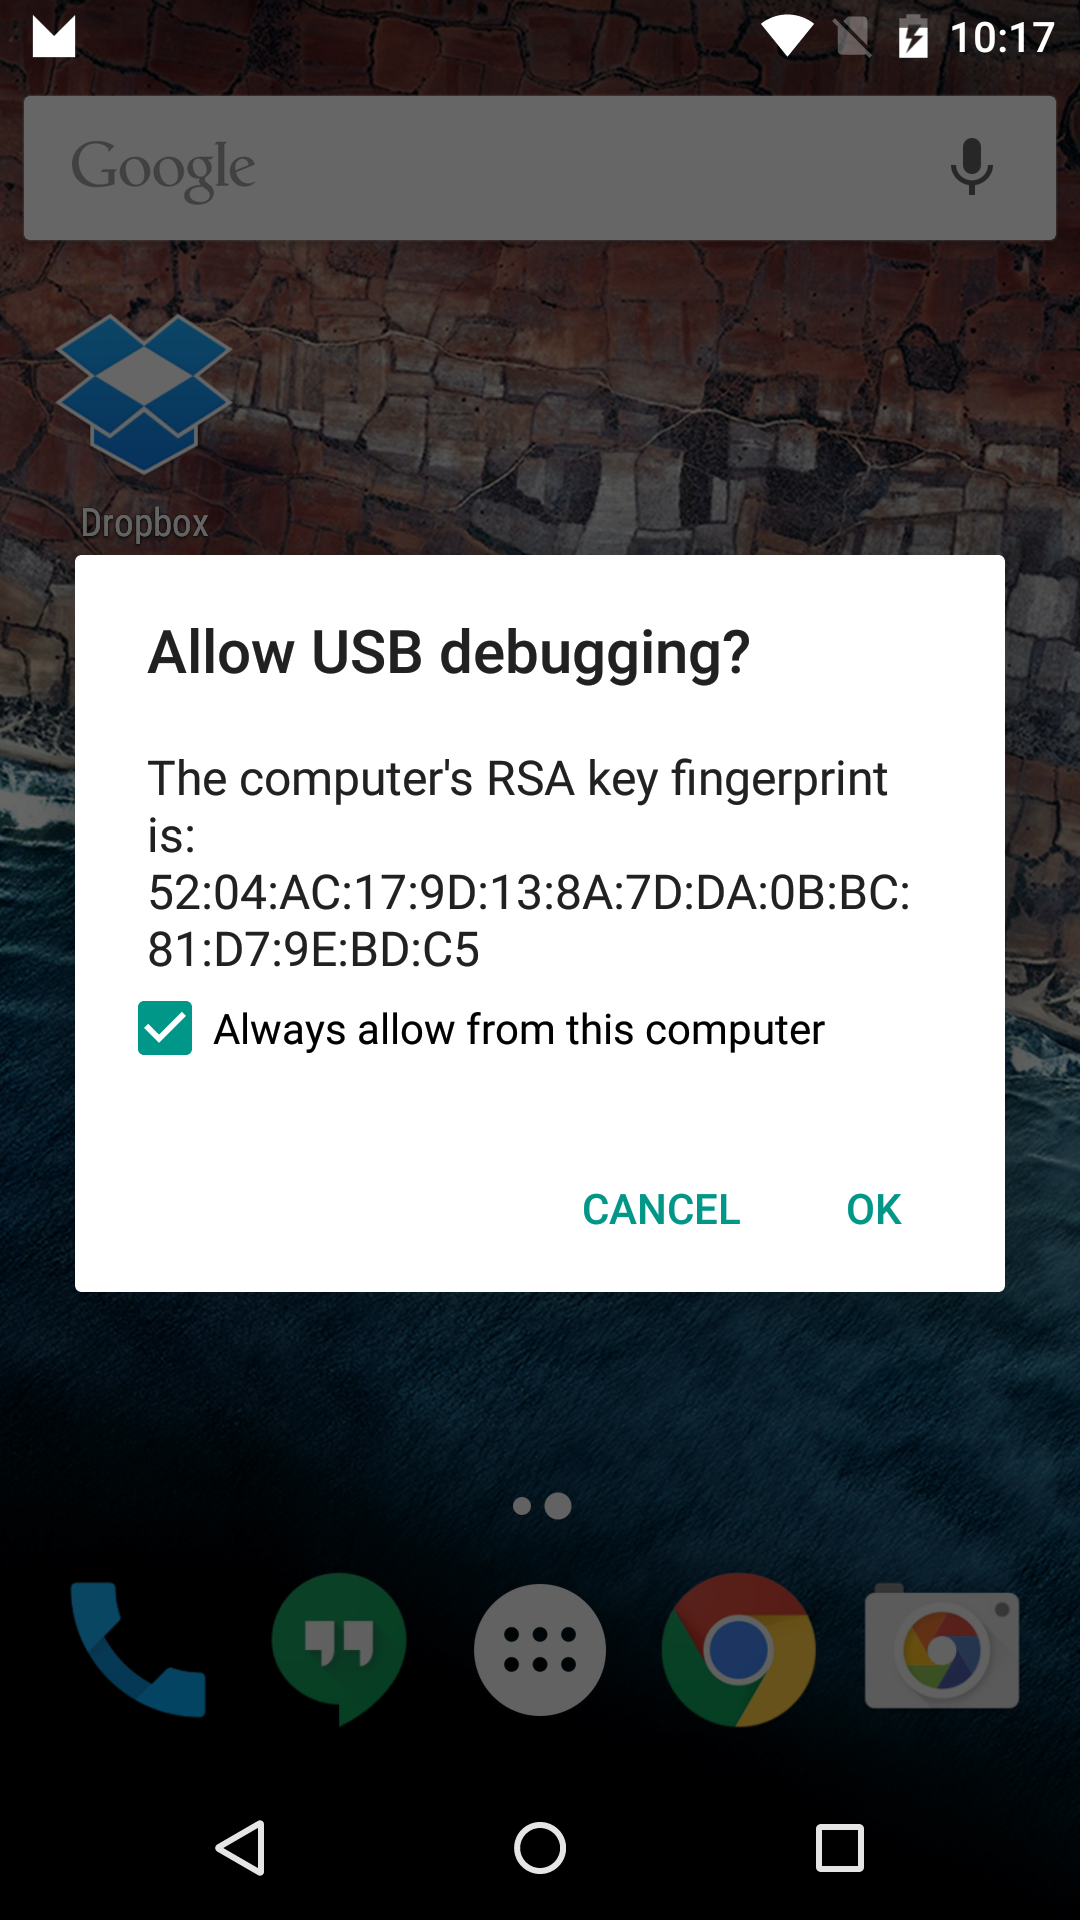 10:17
Google
Dropbox
Allow USB debugging?
The computer's RSA key fingerprint
is:
52:04:AC:17:9D:13:8A:7D:DA:0B:BC:
81:D7:9E:BD:C5
Always allow from this computer
CANCEL OK